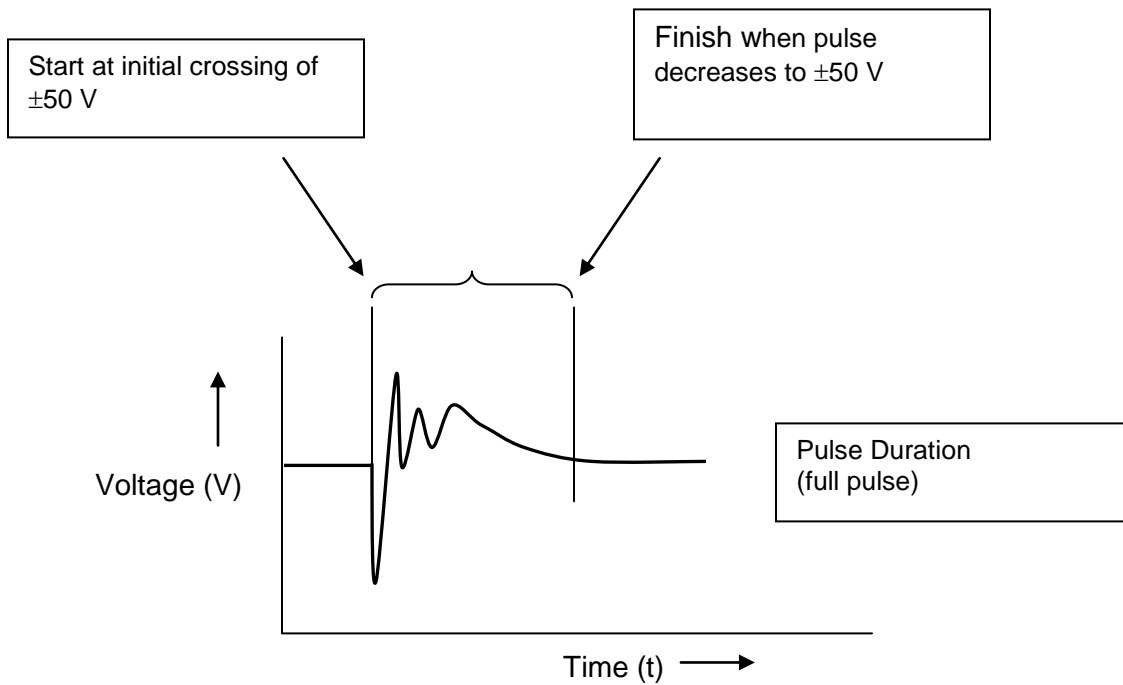 Start at initial crossing of
±50 V
Finish when pulse
decreases to ±50 V
Voltage (V)
Pulse Duration
(full pulse)
Time (t)